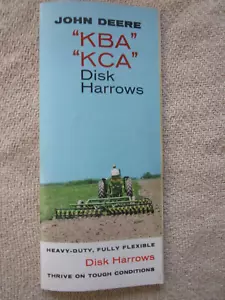 JOHN DEERE
"KBA"
"KCA"
Disk
Harrows
HEAVY-DUTY, FULLY FLEXIBLE
Disk Harrows
THRIVE ON TOUGH CONDITIONS